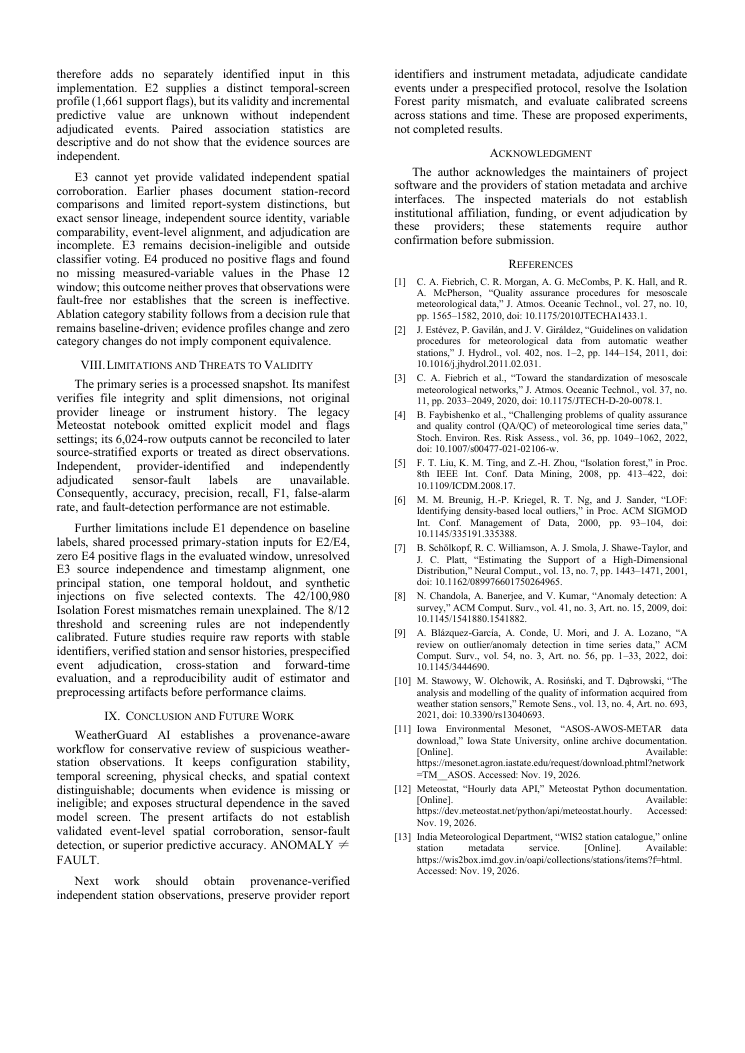 therefore adds no separately identified input in this
implementation. E2 supplies a distinct temporal-screen
profile (1,661 support flags), but its validity and incremental
predictive value are unknown without independent
adjudicated events. Paired association statistics are
descriptive and do not show that the evidence sources are
independent.
E3 cannot yet provide validated independent spatial
corroboration. Earlier phases document station-record
comparisons and limited report-system distinctions, but
exact sensor lineage, independent source identity, variable
comparability, event-level alignment, and adjudication are
incomplete. E3 remains decision-ineligible and outside
classifier voting. E4 produced no positive flags and found
no missing measured-variable values in the Phase 12
window; this outcome neither proves that observations were
fault-free nor establishes that the screen is ineffective.
Ablation category stability follows from a decision rule that
remains baseline-driven; evidence profiles change and zero
category changes do not imply component equivalence.
VIII. LIMITATIONS AND THREATS TO VALIDITY
The primary series is a processed snapshot. Its manifest
verifies file integrity and split dimensions, not original
provider lineage or instrument history. The legacy
Meteostat notebook omitted explicit model and flags
settings; its 6,024-row outputs cannot be reconciled to later
source-stratified exports or treated as direct observations.
Independent, provider-identified and independently
adjudicated sensor-fault labels are unavailable.
Consequently, accuracy, precision, recall, F1, false-alarm
rate, and fault-detection performance are not estimable.
Further limitations include E1 dependence on baseline
labels, shared processed primary-station inputs for E2/E4,
zero E4 positive flags in the evaluated window, unresolved
E3 source independence and timestamp alignment, one
principal station, one temporal holdout, and synthetic
injections on five selected contexts. The 42/100,980
Isolation Forest mismatches remain unexplained. The 8/12
threshold and screening rules are not independently
calibrated. Future studies require raw reports with stable
identifiers, verified station and sensor histories, prespecified
event adjudication, cross-station and forward-time
evaluation, and a reproducibility audit of estimator and
preprocessing artifacts before performance claims.
IX. CONCLUSION AND FUTURE WORK
WeatherGuard AI establishes a provenance-aware
workflow for conservative review of suspicious weather-
station observations. It keeps configuration stability,
temporal screening, physical checks, and spatial context
distinguishable; documents when evidence is missing or
ineligible; and exposes structural dependence in the saved
model screen. The present artifacts do not establish
validated event-level spatial corroboration, sensor-fault
detection, or superior predictive accuracy. ANOMALY ≠
FAULT.
Next work should obtain provenance-verified
independent station observations, preserve provider report
identifiers and instrument metadata, adjudicate candidate
events under a prespecified protocol, resolve the Isolation
Forest parity mismatch, and evaluate calibrated screens
across stations and time. These are proposed experiments,
not completed results.
ACKNOWLEDGMENT
The author acknowledges the maintainers of project
software and the providers of station metadata and archive
interfaces. The inspected materials do not establish
institutional affiliation, funding, or event adjudication by
these providers; these statements require author
confirmation before submission.
REFERENCES
[1] C. A. Fiebrich, C. R. Morgan, A. G. McCombs, P. K. Hall, and R.
A. McPherson, “Quality assurance procedures for mesoscale
meteorological data,” J. Atmos. Oceanic Technol., vol. 27, no. 10,
pp. 1565–1582, 2010, doi: 10.1175/2010JTECHA1433.1.
[2] J. Estévez, P. Gavilán, and J. V. Giráldez, “Guidelines on validation
procedures for meteorological data from automatic weather
stations,” J. Hydrol., vol. 402, nos. 1–2, pp. 144–154, 2011, doi:
10.1016/j.jhydrol.2011.02.031.
[3] C. A. Fiebrich et al., “Toward the standardization of mesoscale
meteorological networks,” J. Atmos. Oceanic Technol., vol. 37, no.
11, pp. 2033–2049, 2020, doi: 10.1175/JTECH-D-20-0078.1.
[4] B. Faybishenko et al., “Challenging problems of quality assurance
and quality control (QA/QC) of meteorological time series data,”
Stoch. Environ. Res. Risk Assess., vol. 36, pp. 1049–1062, 2022,
doi: 10.1007/s00477-021-02106-w.
[5] F. T. Liu, K. M. Ting, and Z.-H. Zhou, “Isolation forest,” in Proc.
8th IEEE Int. Conf. Data Mining, 2008, pp. 413–422, doi:
10.1109/ICDM.2008.17.
[6] M. M. Breunig, H.-P. Kriegel, R. T. Ng, and J. Sander, “LOF:
Identifying density-based local outliers,” in Proc. ACM SIGMOD
Int. Conf. Management of Data, 2000, pp. 93–104, doi:
10.1145/335191.335388.
[7] B. Schölkopf, R. C. Williamson, A. J. Smola, J. Shawe-Taylor, and
J. C. Platt, “Estimating the Support of a High-Dimensional
Distribution,” Neural Comput., vol. 13, no. 7, pp. 1443–1471, 2001,
doi: 10.1162/089976601750264965.
[8] N. Chandola, A. Banerjee, and V. Kumar, “Anomaly detection: A
survey,” ACM Comput. Surv., vol. 41, no. 3, Art. no. 15, 2009, doi:
10.1145/1541880.1541882.
[9] A. Blázquez-García, A. Conde, U. Mori, and J. A. Lozano, “A
review on outlier/anomaly detection in time series data,” ACM
Comput. Surv., vol. 54, no. 3, Art. no. 56, pp. 1–33, 2022, doi:
10.1145/3444690.
[10] M. Stawowy, W. Olchowik, A. Rosiński, and T. Dąbrowski, “The
analysis and modelling of the quality of information acquired from
weather station sensors,” Remote Sens., vol. 13, no. 4, Art. no. 693,
2021, doi: 10.3390/rs13040693.
[11] Iowa Environmental Mesonet, “ASOS-AWOS-METAR data
download,” Iowa State University, online archive documentation.
[Online]. Available:
https://mesonet.agron.iastate.edu/request/download.phtml?network
=TM__ASOS. Accessed: Nov. 19, 2026.
[12] Meteostat, “Hourly data API,” Meteostat Python documentation.
[Online]. Available:
https://dev.meteostat.net/python/api/meteostat.hourly. Accessed:
Nov. 19, 2026.
[13] India Meteorological Department, “WIS2 station catalogue,” online
station metadata service. [Online]. Available:
https://wis2box.imd.gov.in/oapi/collections/stations/items?f=html.
Accessed: Nov. 19, 2026.